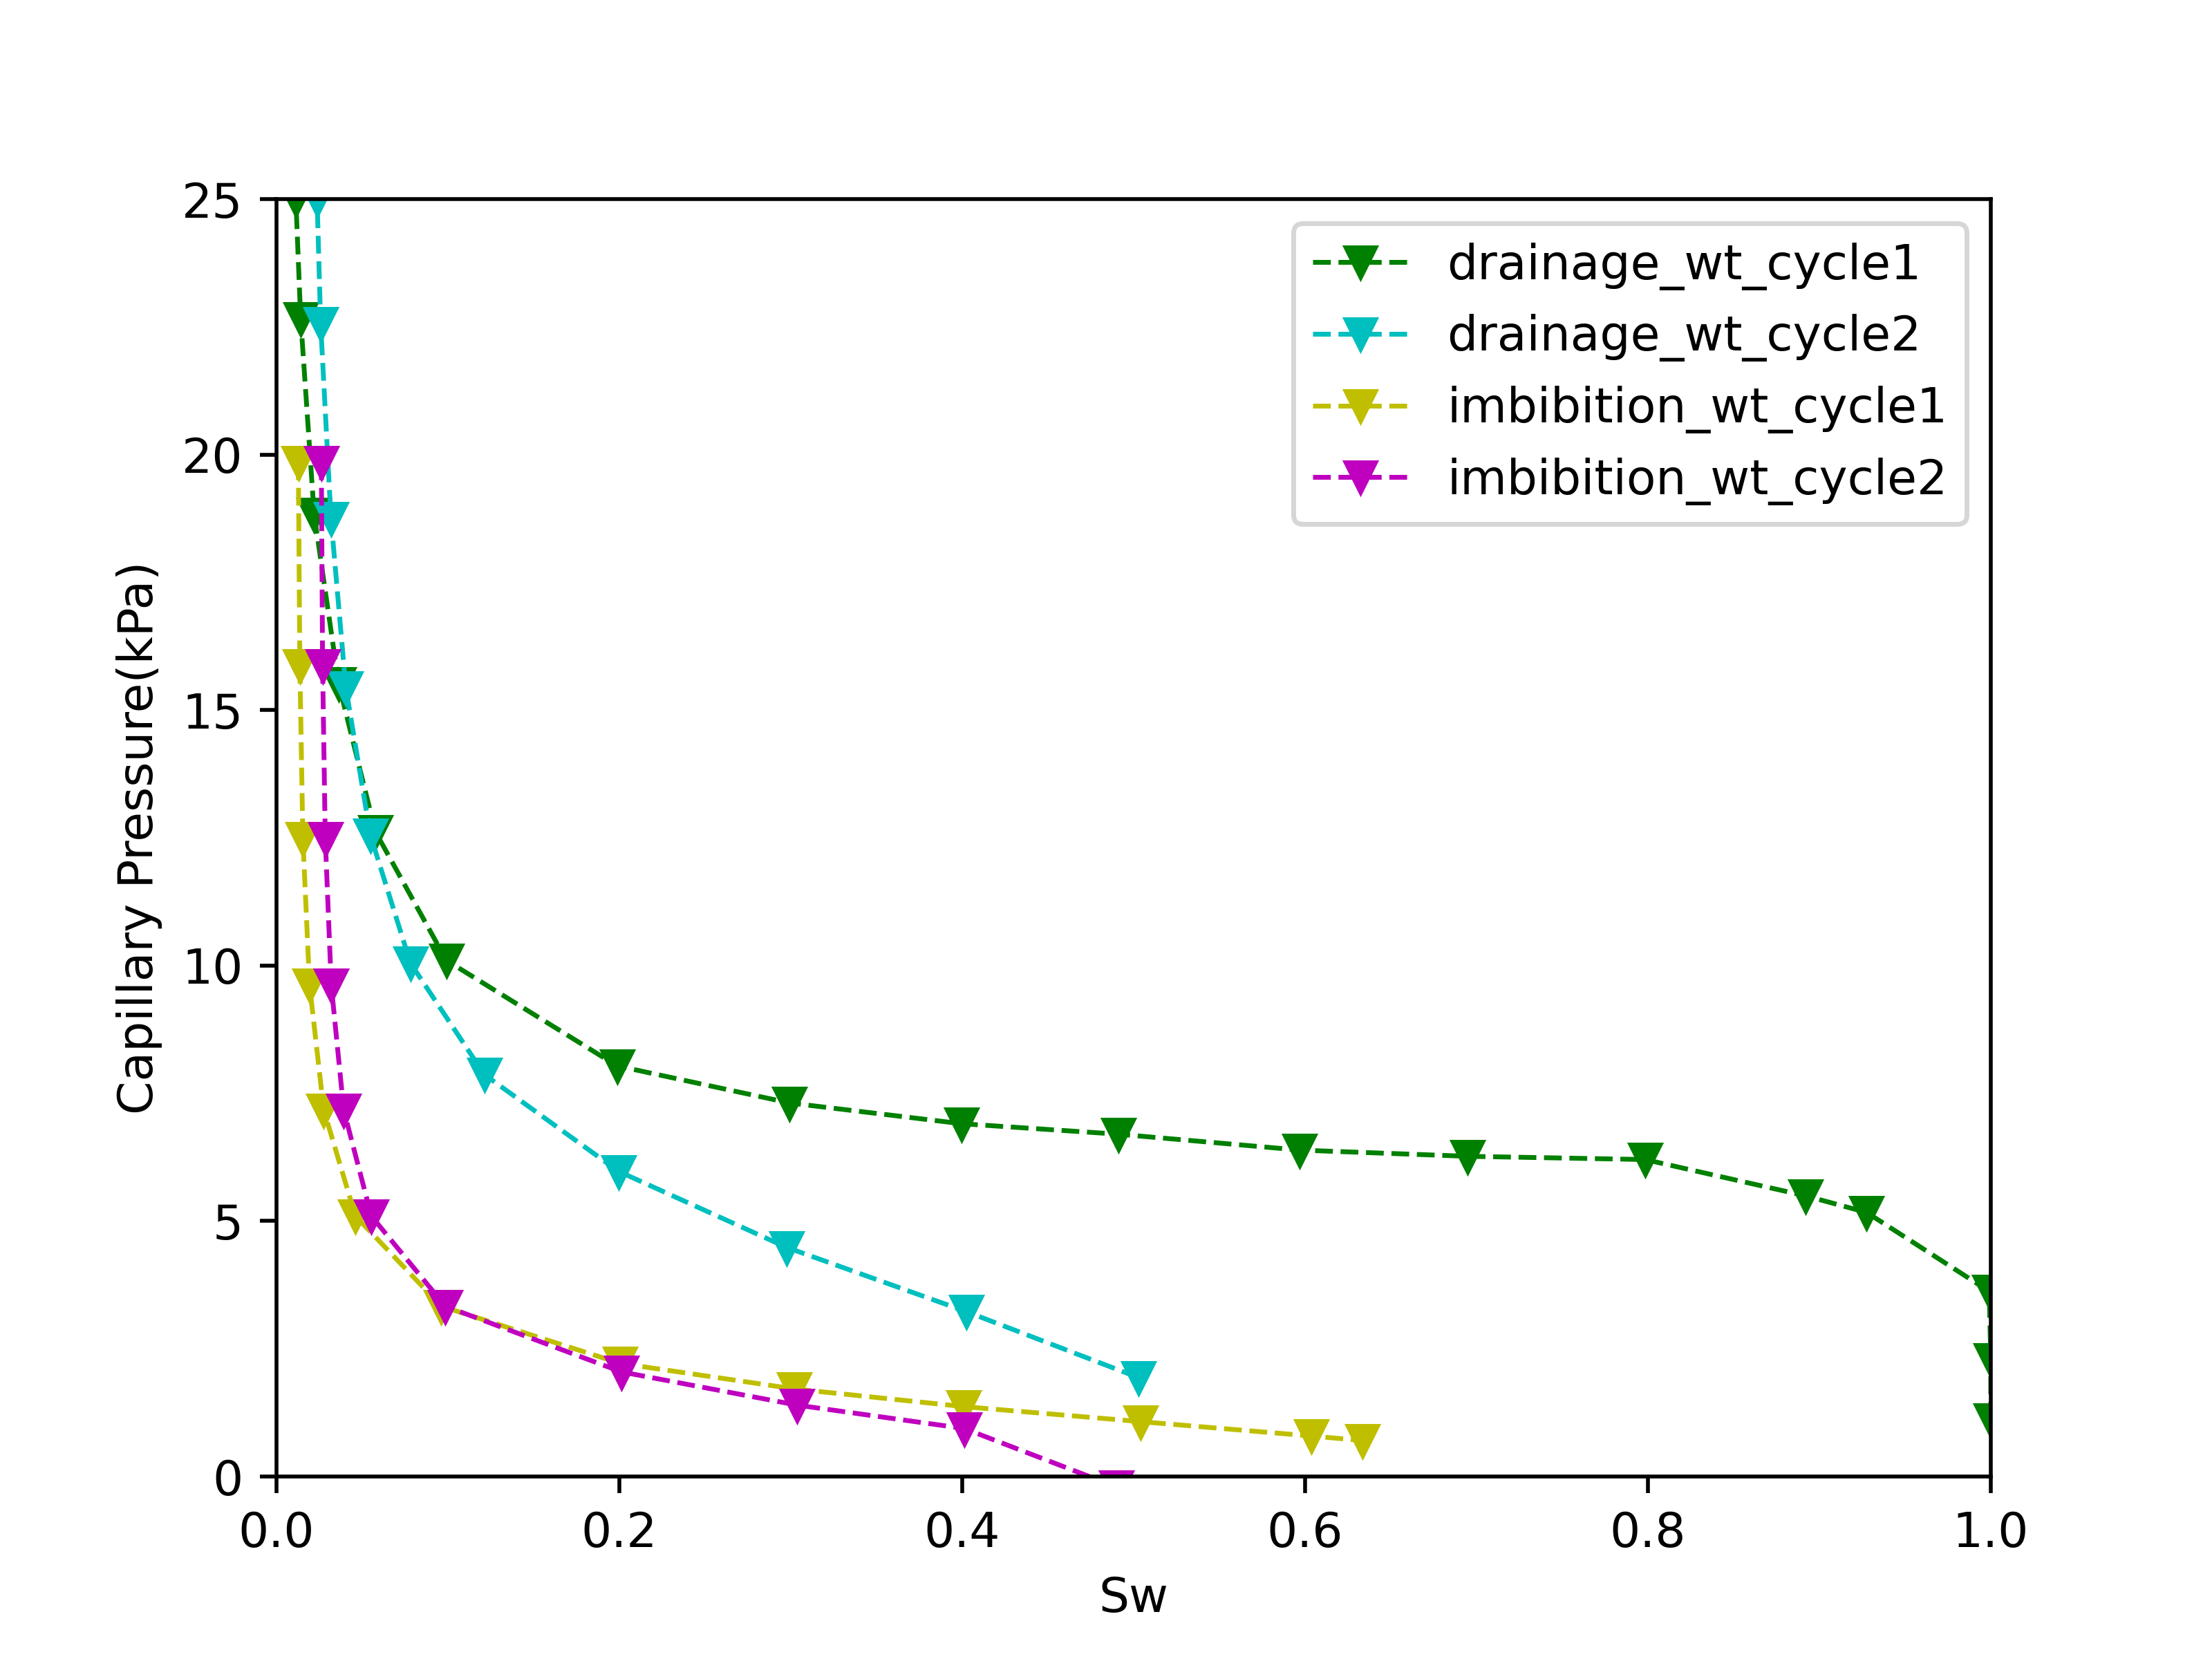 25
20
15
10
5
0
0.0 0.2 0.4 0.6 0.8 1.0
Capillary Pressure(kPa)
Sw
drainage_wt_cycle1
drainage_wt_cycle2
imbibition_wt_cycle1
imbibition_wt_cycle2